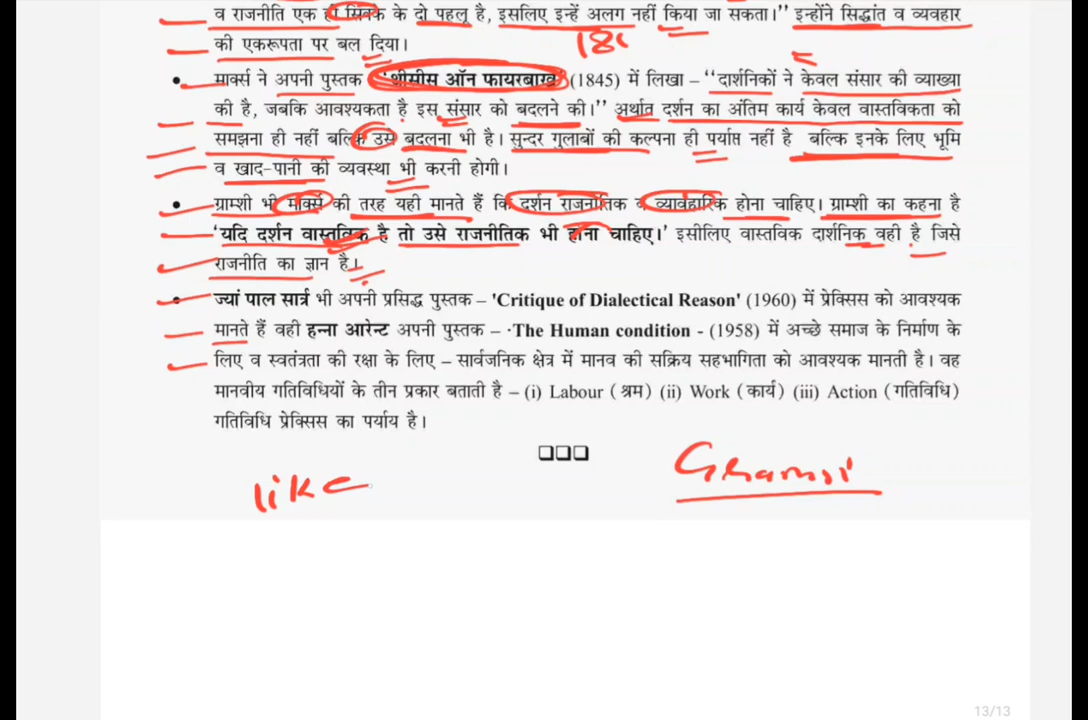 व राजनीति एक ही सिक्के के दो पहलू है, इसलिए इन्हें अलग नहीं किया जा सकता।" इन्होंने सिद्धांत व व्यवहार
की एकरूपता पर बल दिया।
180
• मार्क्स ने अपनी पुस्तक 'थीसीस ऑन फायरबाख' (1845) में लिखा – "दार्शनिकों ने केवल संसार की व्याख्या
की है, जबकि आवश्यकता है इस संसार को बदलने की।" अर्थात दर्शन का अंतिम कार्य केवल वास्तविकता को
समझना ही नहीं बल्कि उसे बदलना भी है। सुन्दर गुलाबों की कल्पना ही पर्याप्त नहीं है बल्कि इनके लिए भूमि
व खाद-पानी की व्यवस्था भी करनी होगी।
• ग्राम्शी भी मार्क्स की तरह यही मानते हैं कि दर्शन राजनीतिक व व्यावहारिक होना चाहिए। ग्राम्शी का कहना है
'यदि दर्शन वास्तविक है तो उसे राजनीतिक भी होना चाहिए।' इसीलिए वास्तविक दार्शनिक वही है जिसे
राजनीति का ज्ञान है।
• ज्यां पाल सार्त्र भी अपनी प्रसिद्ध पुस्तक – 'Critique of Dialectical Reason' (1960) में प्रेक्सिस को आवश्यक
मानते हैं वही हन्ना आरेन्ट अपनी पुस्तक – ·The Human condition - (1958) में अच्छे समाज के निर्माण के
लिए व स्वतंत्रता की रक्षा के लिए – सार्वजनिक क्षेत्र में मानव की सक्रिय सहभागिता को आवश्यक मानती है। वह
मानवीय गतिविधियों के तीन प्रकार बताती है – (i) Labour (श्रम) (ii) Work (कार्य) (iii) Action (गतिविधि)
गतिविधि प्रेक्सिस का पर्याय है।
like
13/13